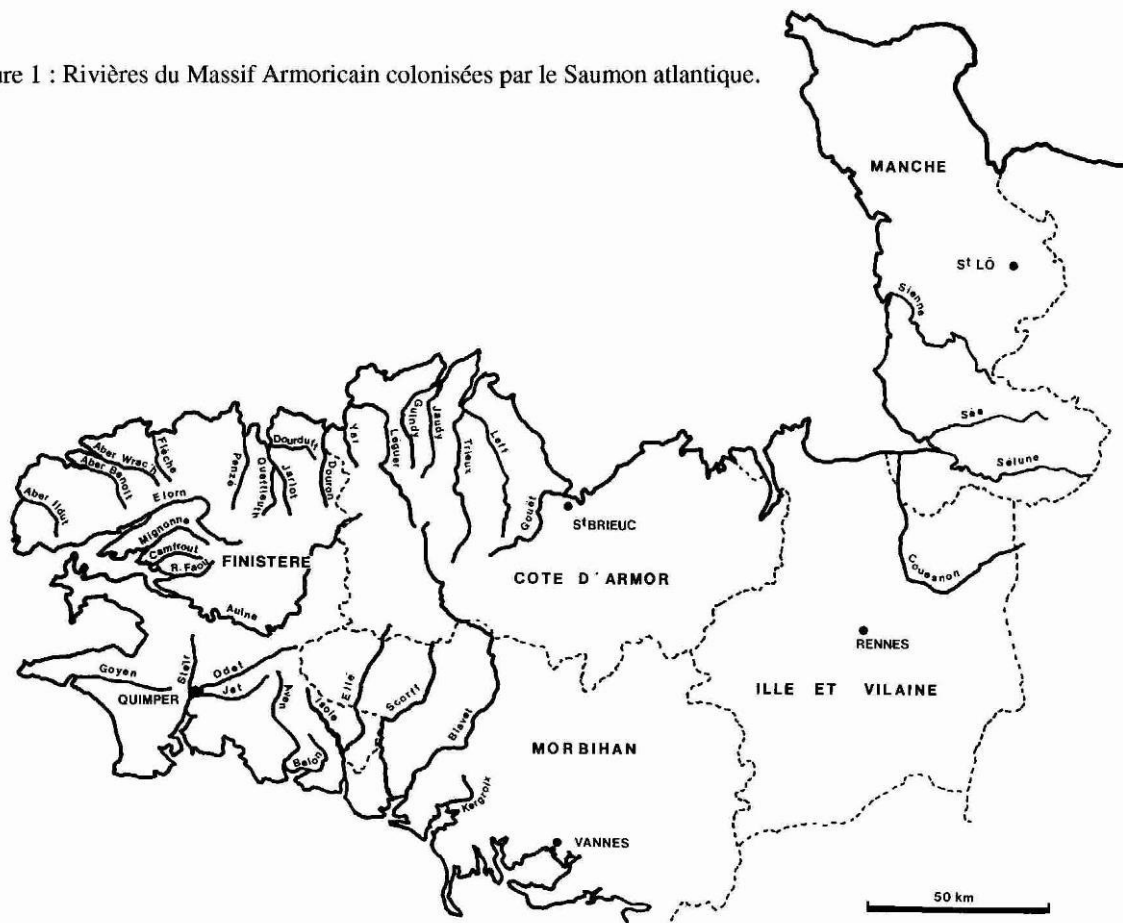 ure 1 : Rivières du Massif Armoricain colonisées par le Saumon atlantique.
MANCHE
St LÔ
Sienne
Sée
Sélune
Couesnon
Aber Ildut
Aber Benoit
Aber Wrac'h
Flèche
Elorn
Mignonne
Camfrout
R. Faou
FINISTERE
Aulne
Penzé
Queffleuth
Jarlot
Dourduff
Douron
Yar
Leguer
Guindy
Jaudy
Trieux
Leff
Gouët
St BRIEUC
COTE D'ARMOR
RENNES
ILLE ET VILAINE
Goyen
Steïr
Odet
Jet
QUIMPER
Aven
Belon
Isole
Ellé
Scorff
Blavet
MORBIHAN
Kergroix
VANNES
50 km